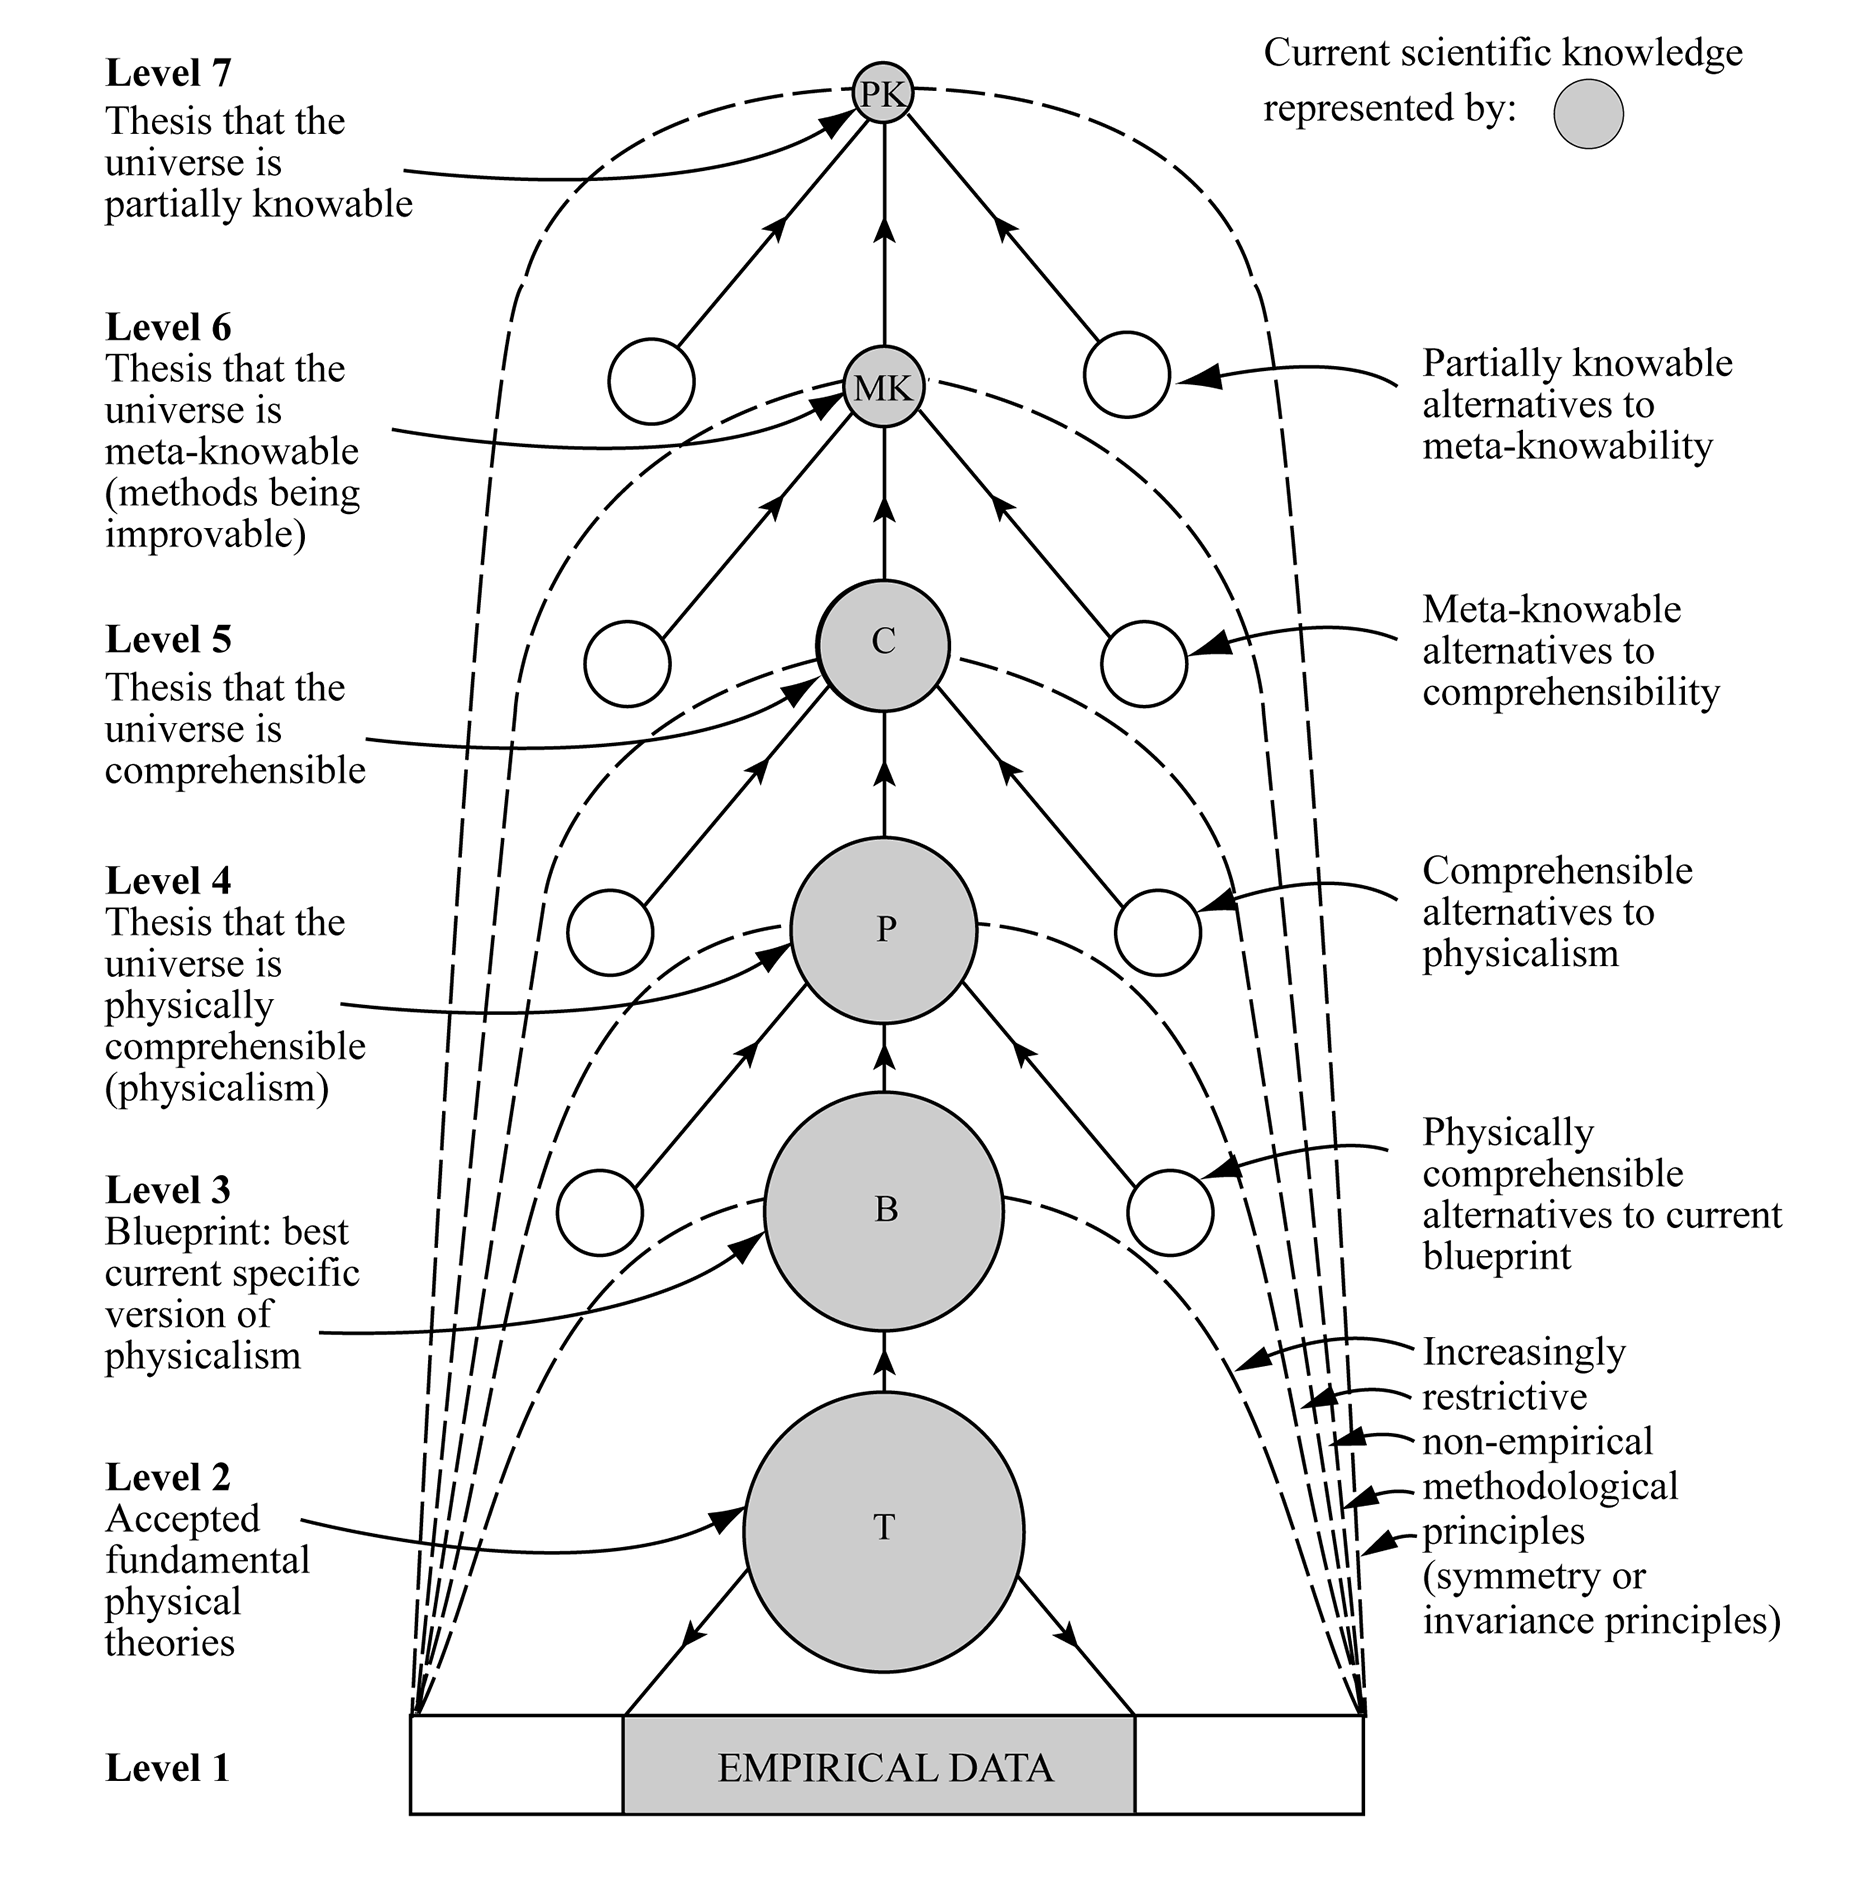 Level 7
Thesis that the
universe is
partially knowable
Level 6
Thesis that the
universe is
meta-knowable
(methods being
improvable)
Level 5
Thesis that the
universe is
comprehensible
Level 4
Thesis that the
universe is
physically
comprehensible
(physicalism)
Level 3
Blueprint: best
current specific
version of
physicalism
Level 2
Accepted
fundamental
physical
theories
Level 1
PK
MK
C
P
B
T
EMPIRICAL DATA
Current scientific knowledge
represented by:
Partially knowable
alternatives to
meta-knowability
Meta-knowable
alternatives to
comprehensibility
Comprehensible
alternatives to
physicalism
Physically
comprehensible
alternatives to current
blueprint
Increasingly
restrictive
non-empirical
methodological
principles
(symmetry or
invariance principles)